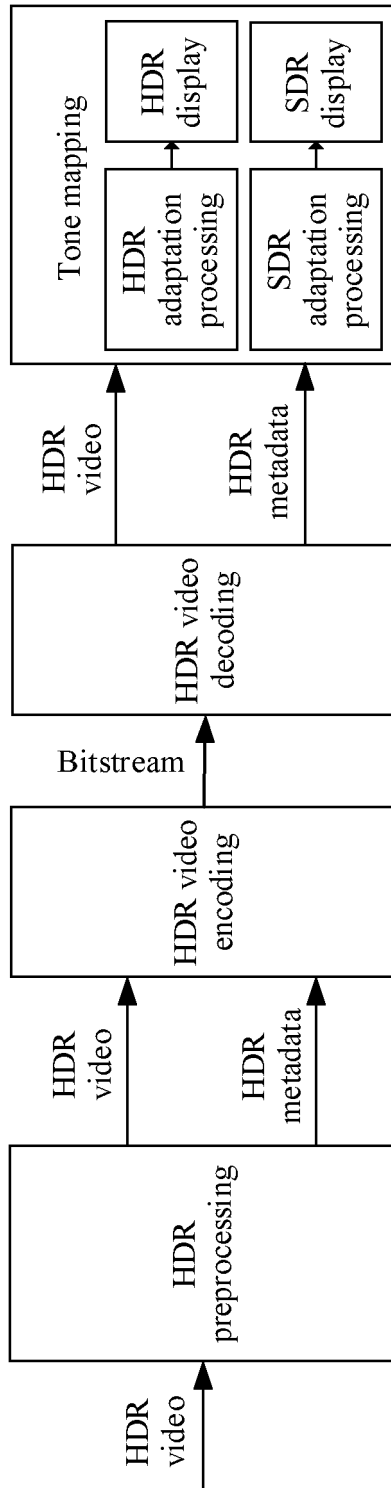 HDR
video
HDR
preprocessing
HDR
video
HDR
metadata
HDR video
encoding
Bitstream
HDR video
decoding
HDR
video
HDR
metadata
Tone mapping
HDR
adaptation
processing
HDR
display
SDR
adaptation
processing
SDR
display